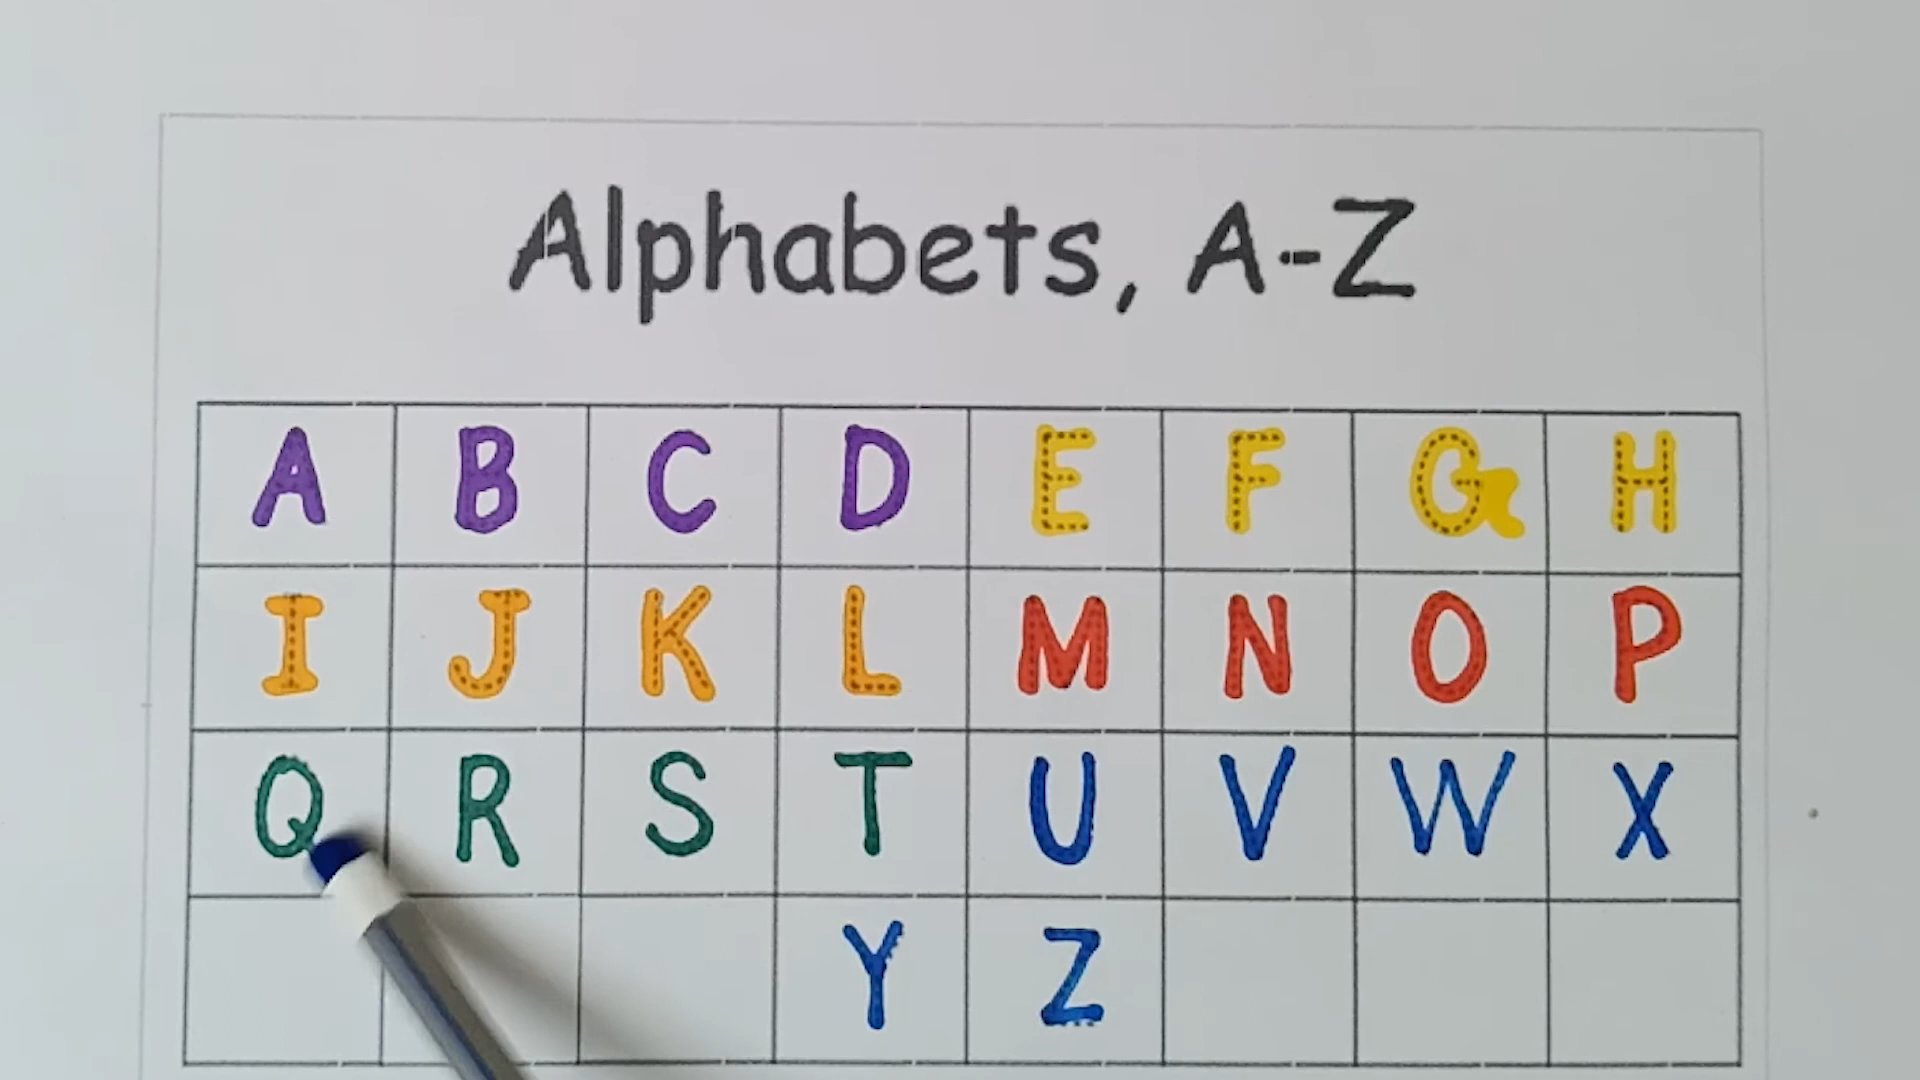 Alphabets, A-Z
A B C D E F G H
I J K L M N O P
Q R S T U V W X
Y Z